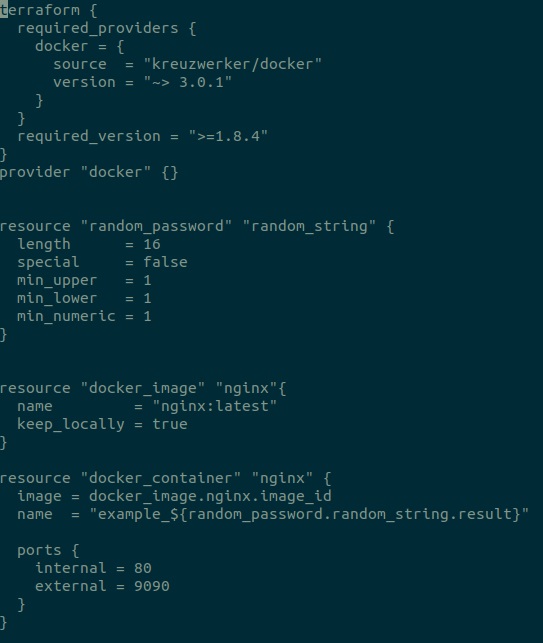 terraform {
  required_providers {
    docker = {
      source  = "kreuzwerker/docker"
      version = "~> 3.0.1"
    }
  }
  required_version = ">=1.8.4"
}
provider "docker" {}
resource "random_password" "random_string" {
  length      = 16
  special     = false
  min_upper   = 1
  min_lower   = 1
  min_numeric = 1
}
resource "docker_image" "nginx"{
  name         = "nginx:latest"
  keep_locally = true
}
resource "docker_container" "nginx" {
  image = docker_image.nginx.image_id
  name  = "example_${random_password.random_string.result}"
  ports {
    internal = 80
    external = 9090
  }
}